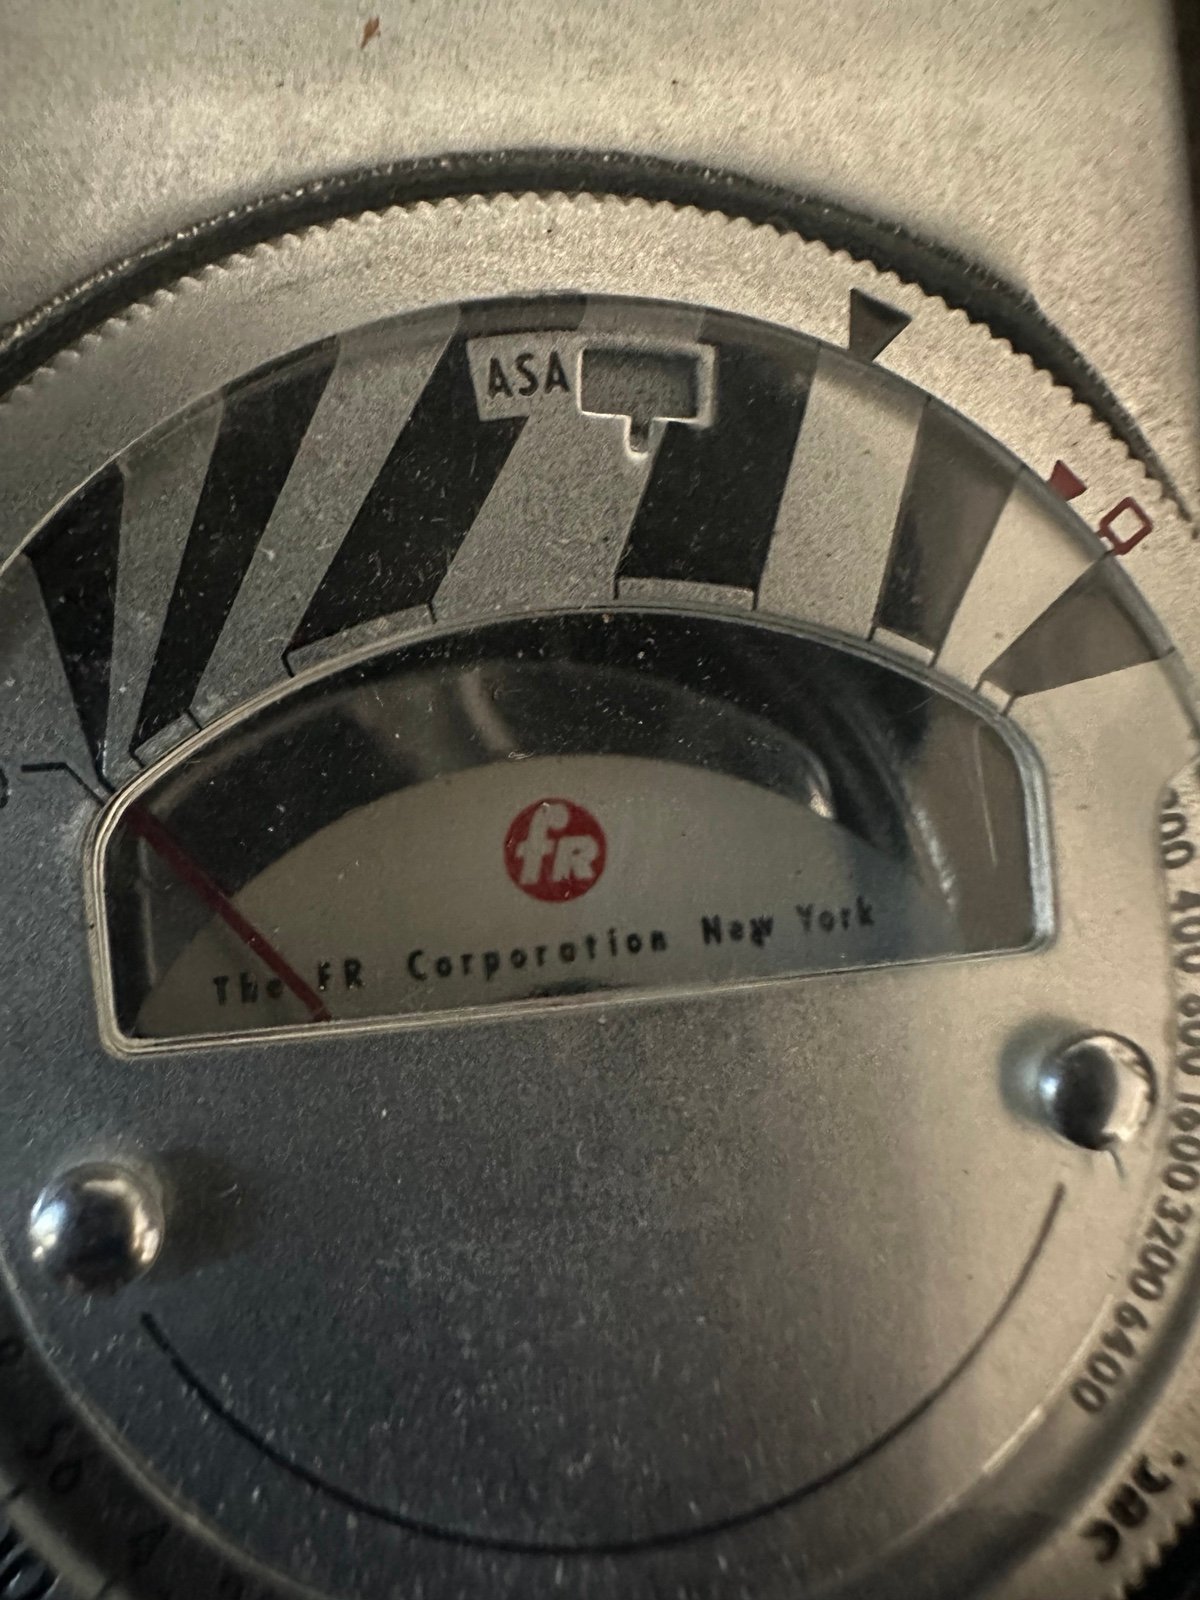 ASA
fR
The FR Corporation New York
400 800 1600 3200 6400